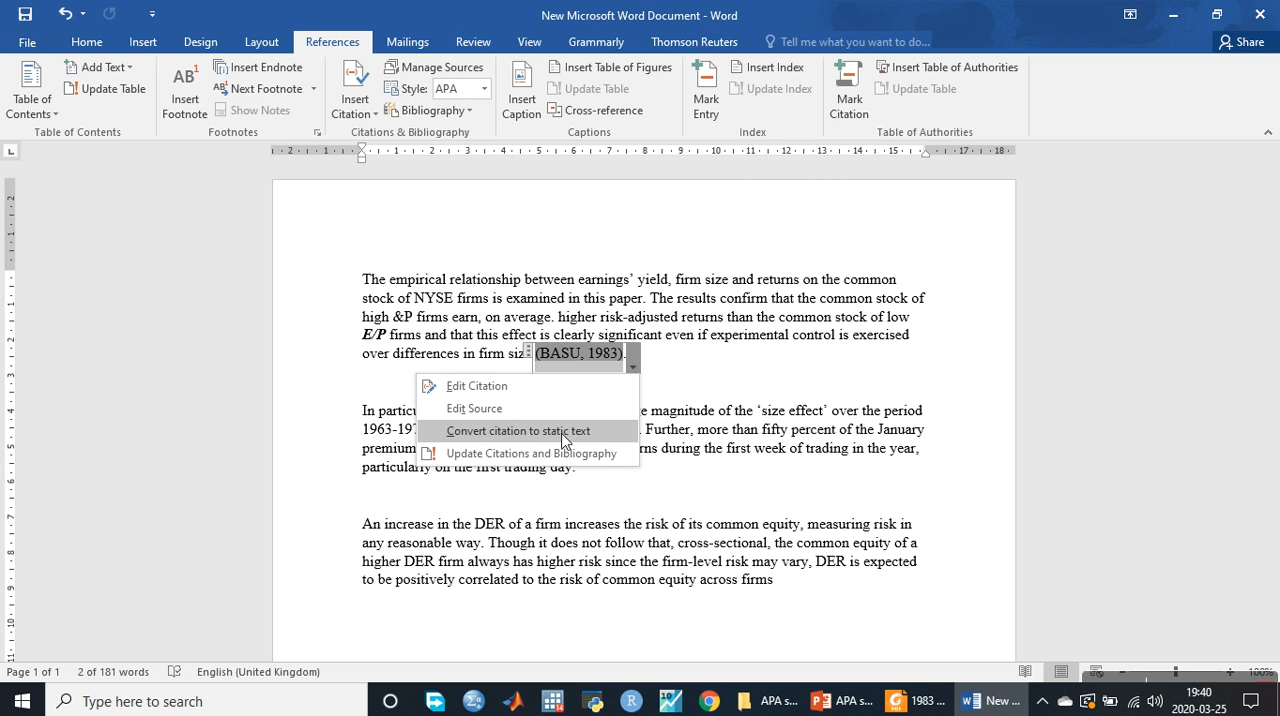 New Microsoft Word Document - Word
File Home Insert Design Layout References Mailings Review View Grammarly Thomson Reuters Tell me what you want to do... Share
Table of Contents
Add Text
Update Table
Table of Contents
AB¹ Insert Footnote
Insert Endnote
Next Footnote
Show Notes
Footnotes
Insert Citation
Manage Sources
Style: APA
Bibliography
Citations & Bibliography
Insert Caption
Insert Table of Figures
Update Table
Cross-reference
Captions
Mark Entry
Insert Index
Update Index
Index
Mark Citation
Insert Table of Authorities
Update Table
Table of Authorities
The empirical relationship between earnings’ yield, firm size and returns on the common
stock of NYSE firms is examined in this paper. The results confirm that the common stock of
high &P firms earn, on average. higher risk-adjusted returns than the common stock of low
E/P firms and that this effect is clearly significant even if experimental control is exercised
over differences in firm siz (BASU, 1983).
Edit Citation
Edit Source
Convert citation to static text
Update Citations and Bibliography
In particu e magnitude of the ‘size effect’ over the period
1963-197 . Further, more than fifty percent of the January
premium rns during the first week of trading in the year,
particularly on the first trading day.
An increase in the DER of a firm increases the risk of its common equity, measuring risk in
any reasonable way. Though it does not follow that, cross-sectional, the common equity of a
higher DER firm always has higher risk since the firm-level risk may vary, DER is expected
to be positively correlated to the risk of common equity across firms
Page 1 of 1 2 of 181 words English (United Kingdom) 100%
Type here to search APA s... APA s... 1983 ... New ... 19:40
2020-03-25